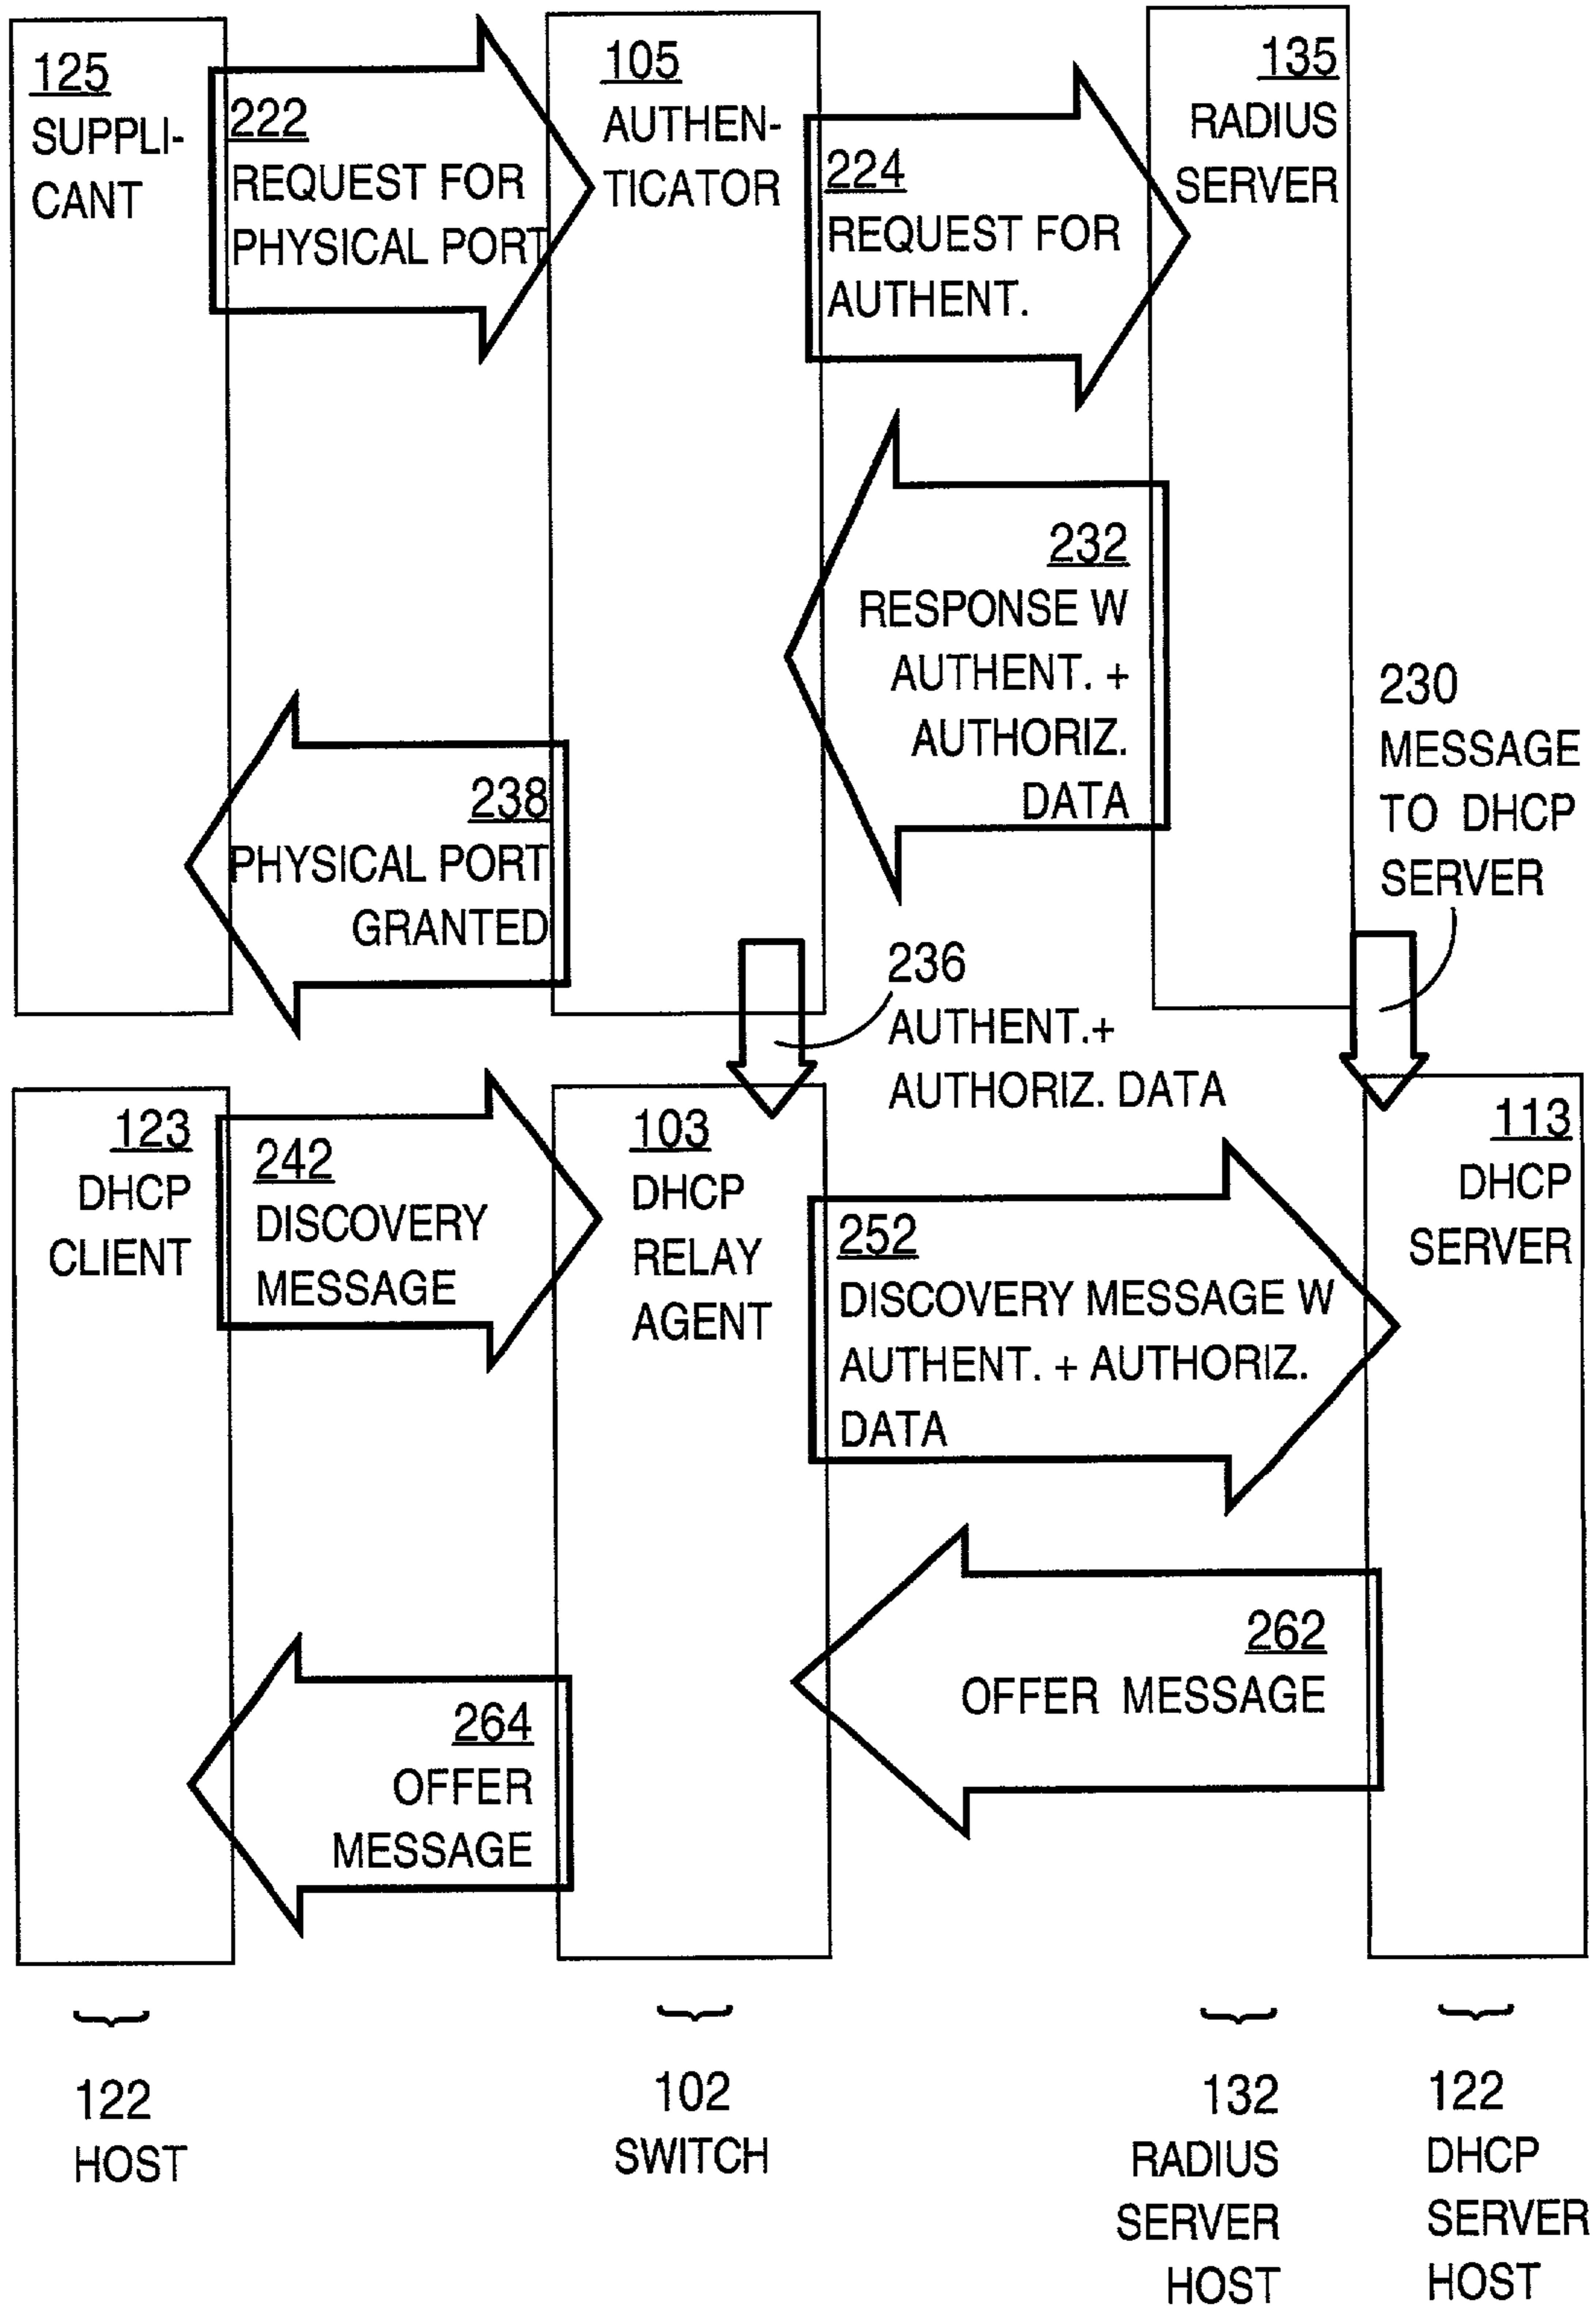 125
SUPPLI-
CANT
222
REQUEST FOR
PHYSICAL PORT
105
AUTHEN-
TICATOR
224
REQUEST FOR
AUTHENT.
135
RADIUS
SERVER
232
RESPONSE W
AUTHENT. +
AUTHORIZ.
DATA
230
MESSAGE
TO DHCP
SERVER
238
PHYSICAL PORT
GRANTED
236
AUTHENT.+
AUTHORIZ. DATA
123
DHCP
CLIENT
242
DISCOVERY
MESSAGE
103
DHCP
RELAY
AGENT
252
DISCOVERY MESSAGE W
AUTHENT. + AUTHORIZ.
DATA
113
DHCP
SERVER
262
OFFER MESSAGE
264
OFFER
MESSAGE
122
HOST
102
SWITCH
132
RADIUS
SERVER
HOST
122
DHCP
SERVER
HOST